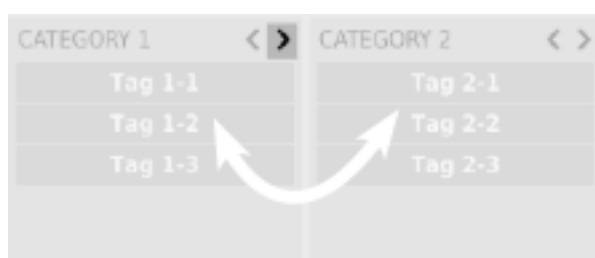 CATEGORY 1 < >
Tag 1-1
Tag 1-2
Tag 1-3
CATEGORY 2 < >
Tag 2-1
Tag 2-2
Tag 2-3